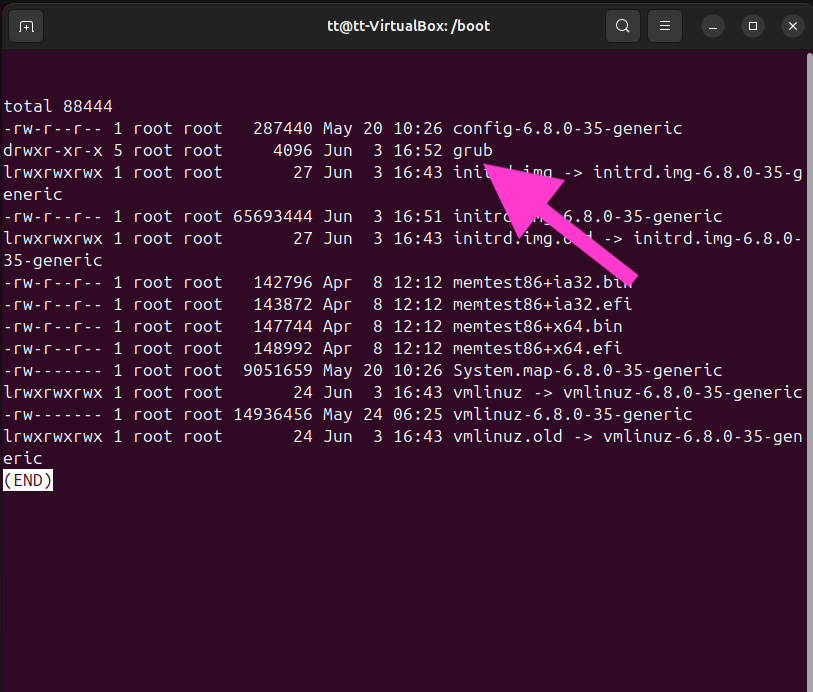 tt@tt-VirtualBox: /boot
total 88444
-rw-r--r-- 1 root root   287440 May 20 10:26 config-6.8.0-35-generic
drwxr-xr-x 5 root root     4096 Jun  3 16:52 grub
lrwxrwxrwx 1 root root       27 Jun  3 16:43 initrd.img -> initrd.img-6.8.0-35-g
eneric
-rw-r--r-- 1 root root 65693444 Jun  3 16:51 initrd.img-6.8.0-35-generic
lrwxrwxrwx 1 root root       27 Jun  3 16:43 initrd.img.old -> initrd.img-6.8.0-
35-generic
-rw-r--r-- 1 root root   142796 Apr  8 12:12 memtest86+ia32.bin
-rw-r--r-- 1 root root   143872 Apr  8 12:12 memtest86+ia32.efi
-rw-r--r-- 1 root root   147744 Apr  8 12:12 memtest86+x64.bin
-rw-r--r-- 1 root root   148992 Apr  8 12:12 memtest86+x64.efi
-rw------- 1 root root  9051659 May 20 10:26 System.map-6.8.0-35-generic
lrwxrwxrwx 1 root root       24 Jun  3 16:43 vmlinuz -> vmlinuz-6.8.0-35-generic
-rw------- 1 root root 14936456 May 24 06:25 vmlinuz-6.8.0-35-generic
lrwxrwxrwx 1 root root       24 Jun  3 16:43 vmlinuz.old -> vmlinuz-6.8.0-35-gen
eric
(END)